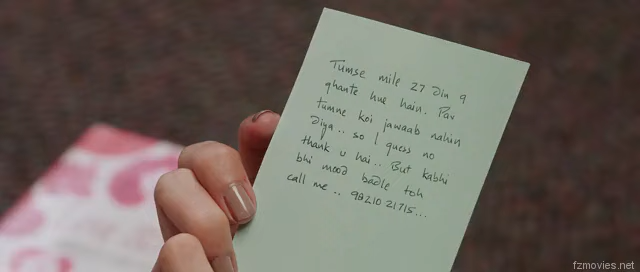 Tumse mile 27 din 9
ghante hue hain. Par
tumne koi jawaab nahin
diya.. so I guess no
thank u hai.. But kabhi
bhi mood badle toh
call me .. 98210 21715...
fzmovies.net